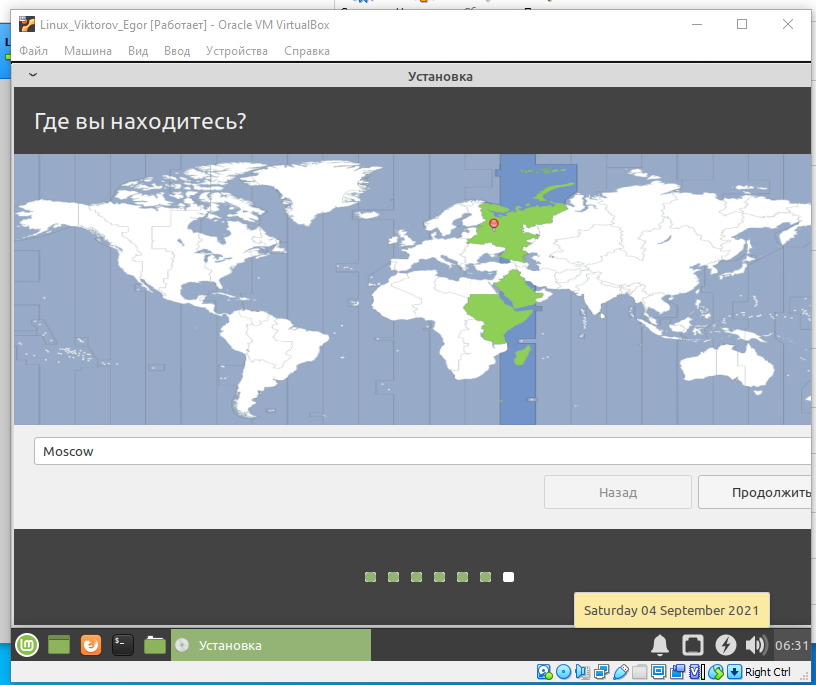 Linux_Viktorov_Egor [Работает] - Oracle VM VirtualBox
Файл Машина Вид Ввод Устройства Справка
Установка
Где вы находитесь?
Moscow
Назад
Продолжить
Saturday 04 September 2021
Установка
06:31
Right Ctrl